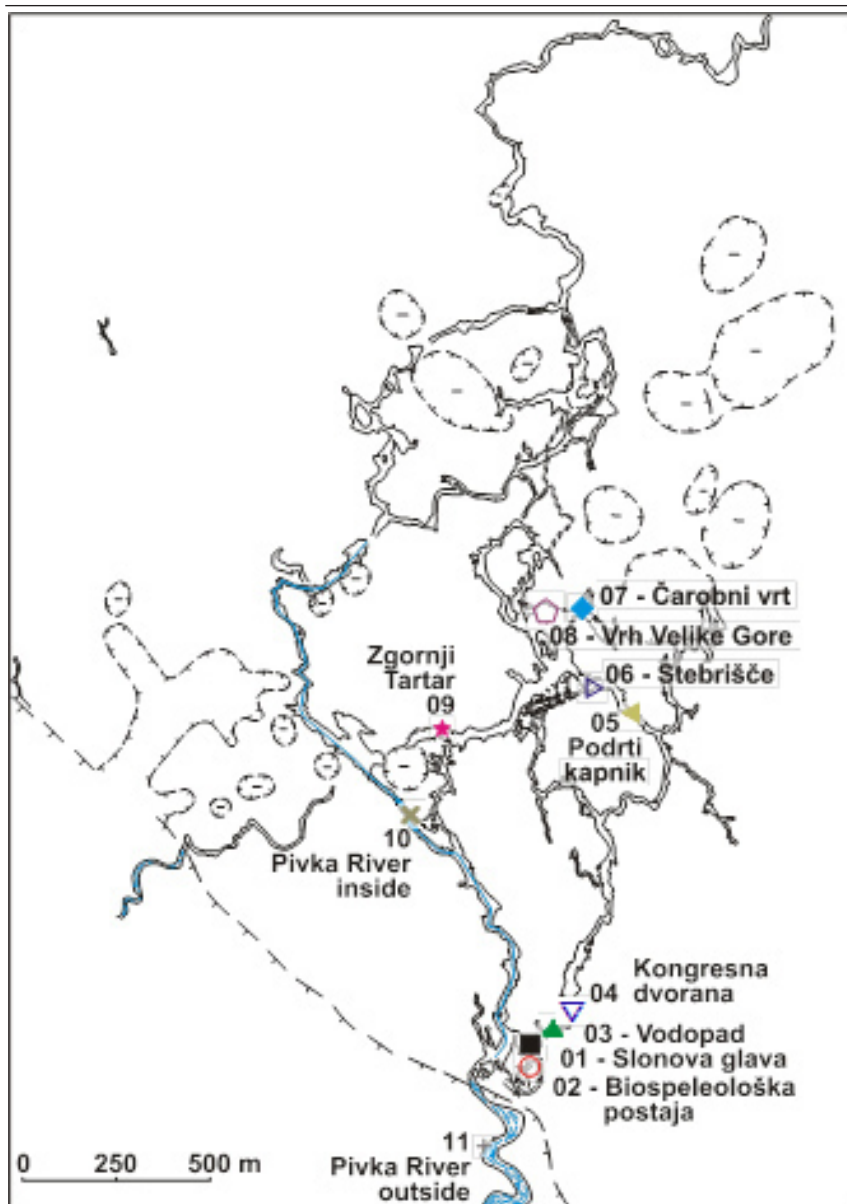 07 - Čarobni vrt
08 - Vrh Velike Gore
Zgornji
Tartar
09
06 - Stebrišče
05
Podrti
kapnik
10
Pivka River
inside
04
Kongresna
dvorana
03 - Vodopad
01 - Slonova glava
02 - Biospeleološka
postaja
11
Pivka River
outside
0 250 500 m